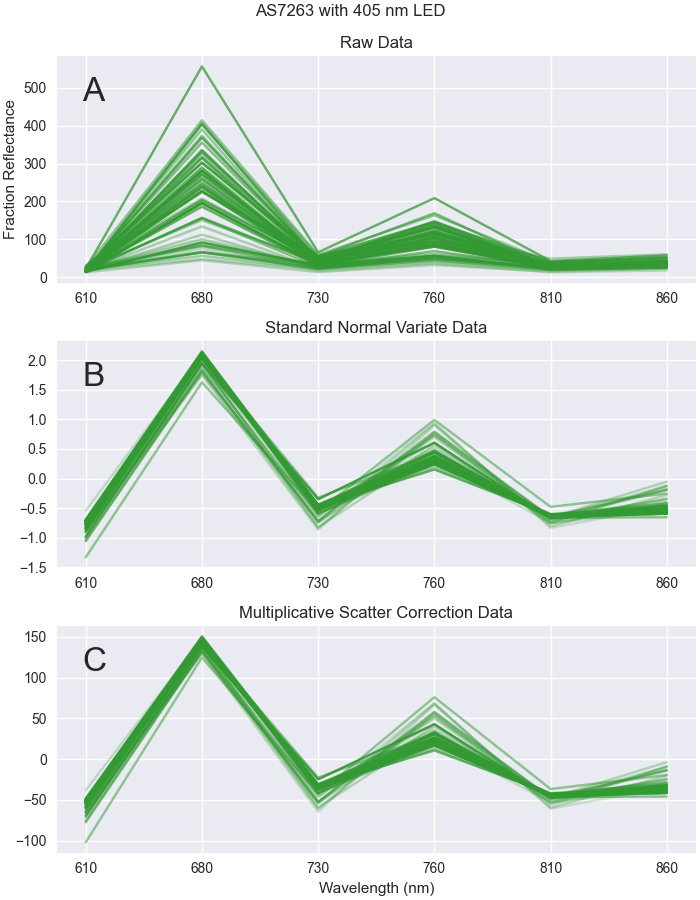 AS7263 with 405 nm LED
Raw Data
A
Fraction Reflectance
500
400
300
200
100
0
610 680 730 760 810 860
Standard Normal Variate Data
B
2.0
1.5
1.0
0.5
0.0
−0.5
−1.0
−1.5
610 680 730 760 810 860
Multiplicative Scatter Correction Data
C
150
100
50
0
−50
−100
610 680 730 760 810 860
Wavelength (nm)